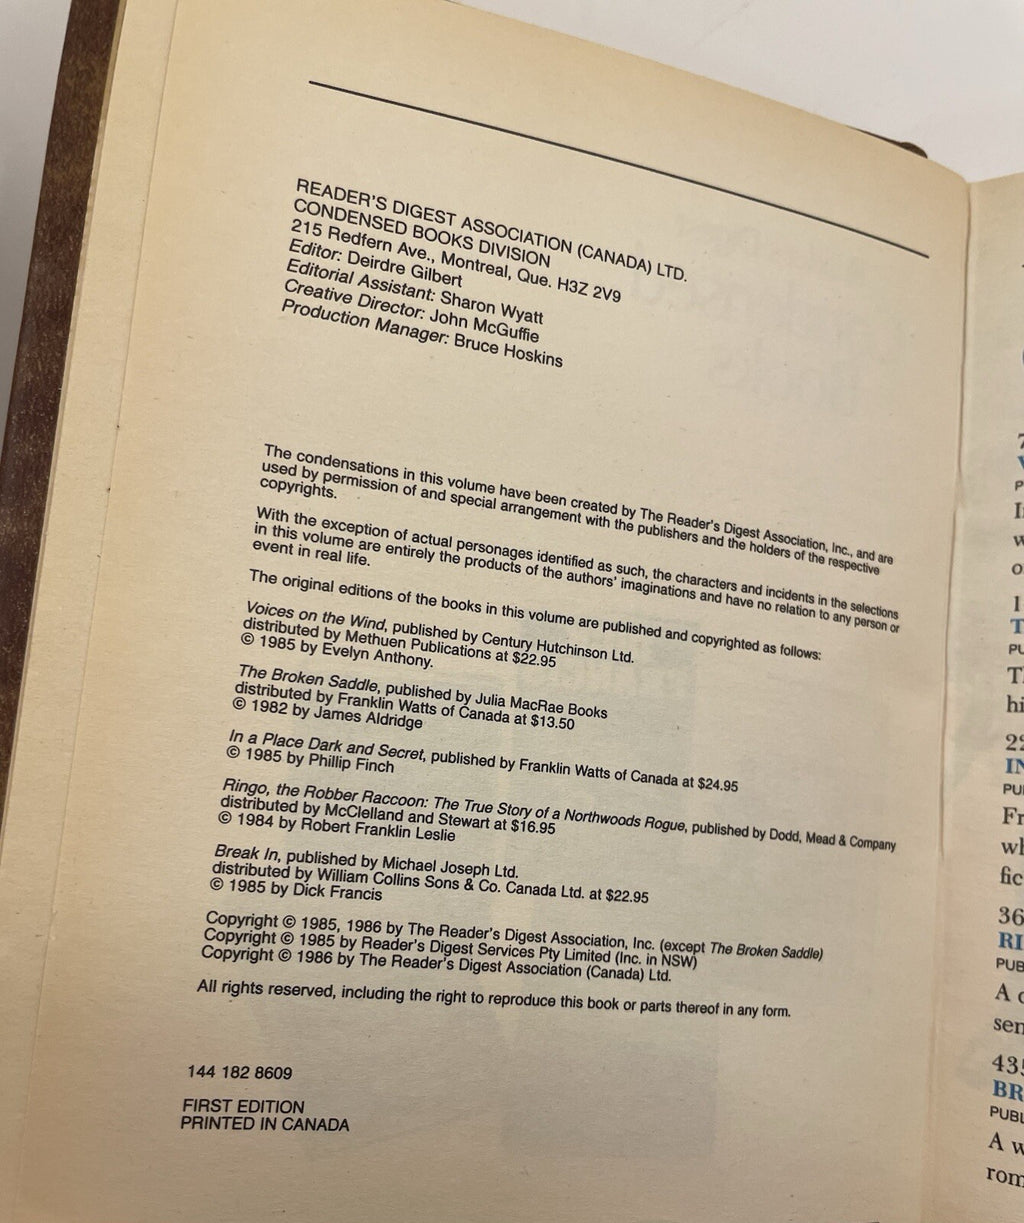 READER'S DIGEST ASSOCIATION (CANADA) LTD.
CONDENSED BOOKS DIVISION
215 Redfern Ave., Montreal, Que. H3Z 2V9
Editor: Deirdre Gilbert
Editorial Assistant: Sharon Wyatt
Creative Director: John McGuffie
Production Manager: Bruce Hoskins
The condensations in this volume have been created by The Reader's Digest Association, Inc., and are
used by permission of and special arrangement with the publishers and the holders of the respective
copyrights.
With the exception of actual personages identified as such, the characters and incidents in the selections
in this volume are entirely the products of the authors' imaginations and have no relation to any person or
event in real life.
The original editions of the books in this volume are published and copyrighted as follows:
Voices on the Wind, published by Century Hutchinson Ltd.
distributed by Methuen Publications at $22.95
© 1985 by Evelyn Anthony.
The Broken Saddle, published by Julia MacRae Books
distributed by Franklin Watts of Canada at $13.50
© 1982 by James Aldridge
In a Place Dark and Secret, published by Franklin Watts of Canada at $24.95
© 1985 by Phillip Finch
Ringo, the Robber Raccoon: The True Story of a Northwoods Rogue, published by Dodd, Mead & Company
distributed by McClelland and Stewart at $16.95
© 1984 by Robert Franklin Leslie
Break In, published by Michael Joseph Ltd.
distributed by William Collins Sons & Co. Canada Ltd. at $22.95
© 1985 by Dick Francis
Copyright © 1985, 1986 by The Reader's Digest Association, Inc. (except The Broken Saddle)
Copyright © 1985 by Reader's Digest Services Pty Limited (Inc. in NSW)
Copyright © 1986 by The Reader's Digest Association (Canada) Ltd.
All rights reserved, including the right to reproduce this book or parts thereof in any form.
144 182 8609
FIRST EDITION
PRINTED IN CANADA